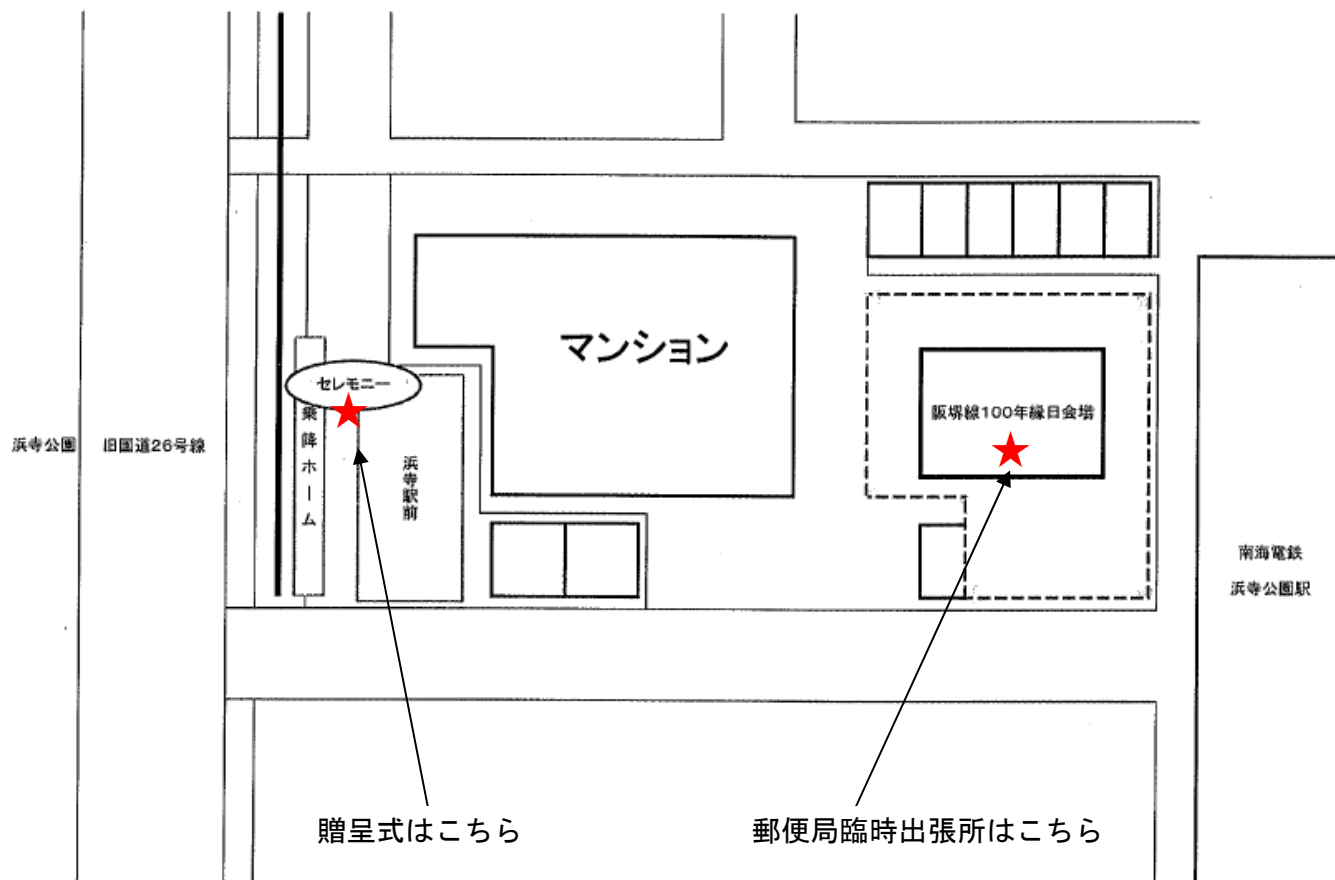 マンション
セレモニー
乗降ホーム
阪堺線100年縁日会場
浜寺公園
旧国道26号線
浜寺駅前
南海電鉄
浜寺公園駅
贈呈式はこちら
郵便局臨時出張所はこちら